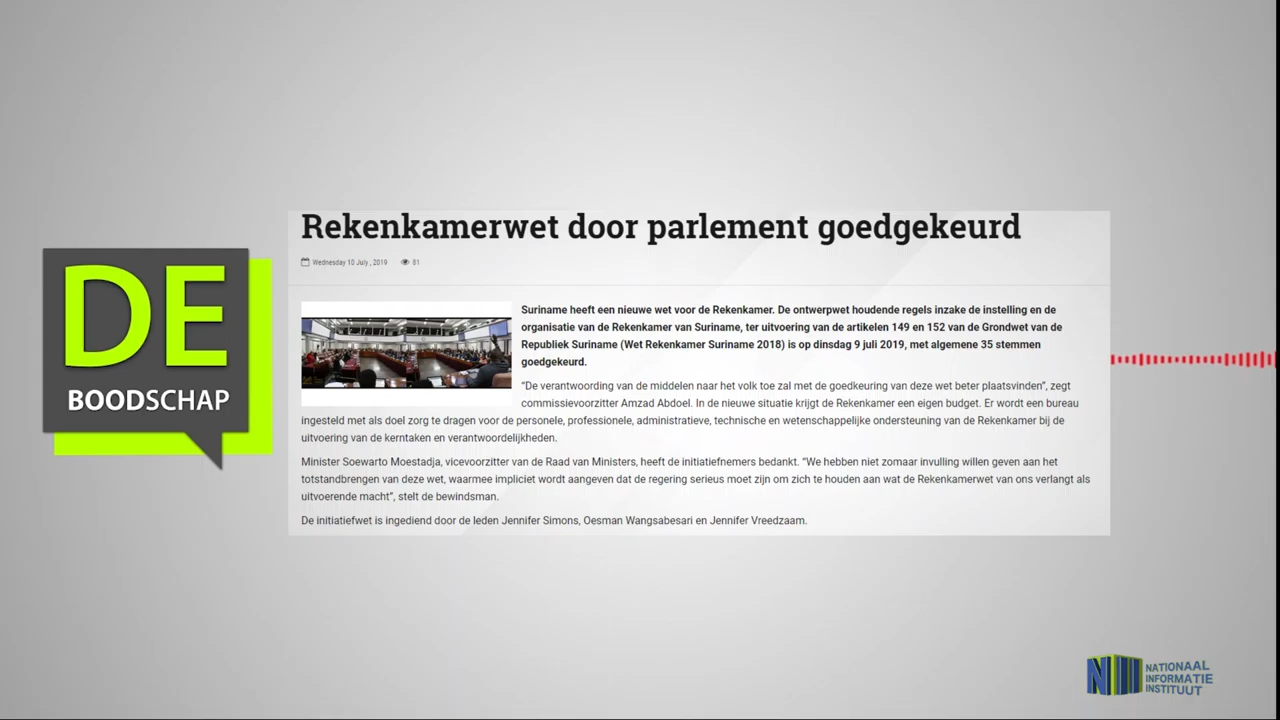 DE
BOODSCHAP
Rekenkamerwet door parlement goedgekeurd
Wednesday 10 July , 2019 81
Suriname heeft een nieuwe wet voor de Rekenkamer. De ontwerpwet houdende regels inzake de instelling en de
organisatie van de Rekenkamer van Suriname, ter uitvoering van de artikelen 149 en 152 van de Grondwet van de
Republiek Suriname (Wet Rekenkamer Suriname 2018) is op dinsdag 9 juli 2019, met algemene 35 stemmen
goedgekeurd.
“De verantwoording van de middelen naar het volk toe zal met de goedkeuring van deze wet beter plaatsvinden”, zegt
commissievoorzitter Amzad Abdoel. In de nieuwe situatie krijgt de Rekenkamer een eigen budget. Er wordt een bureau
ingesteld met als doel zorg te dragen voor de personele, professionele, administratieve, technische en wetenschappelijke ondersteuning van de Rekenkamer bij de
uitvoering van de kerntaken en verantwoordelijkheden.
Minister Soewarto Moestadja, vicevoorzitter van de Raad van Ministers, heeft de initiatiefnemers bedankt. “We hebben niet zomaar invulling willen geven aan het
totstandbrengen van deze wet, waarmee impliciet wordt aangeven dat de regering serieus moet zijn om zich te houden aan wat de Rekenkamerwet van ons verlangt als
uitvoerende macht”, stelt de bewindsman.
De initiatiefwet is ingediend door de leden Jennifer Simons, Oesman Wangsabesari en Jennifer Vreedzaam.
NATIONAAL
INFORMATIE
INSTITUUT